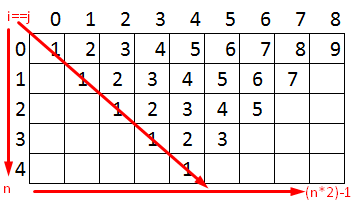 i==j 0 1 2 3 4 5 6 7 8
0 1 2 3 4 5 6 7 8 9
1 1 2 3 4 5 6 7
2 1 2 3 4 5
3 1 2 3
4 1
n (n*2)-1